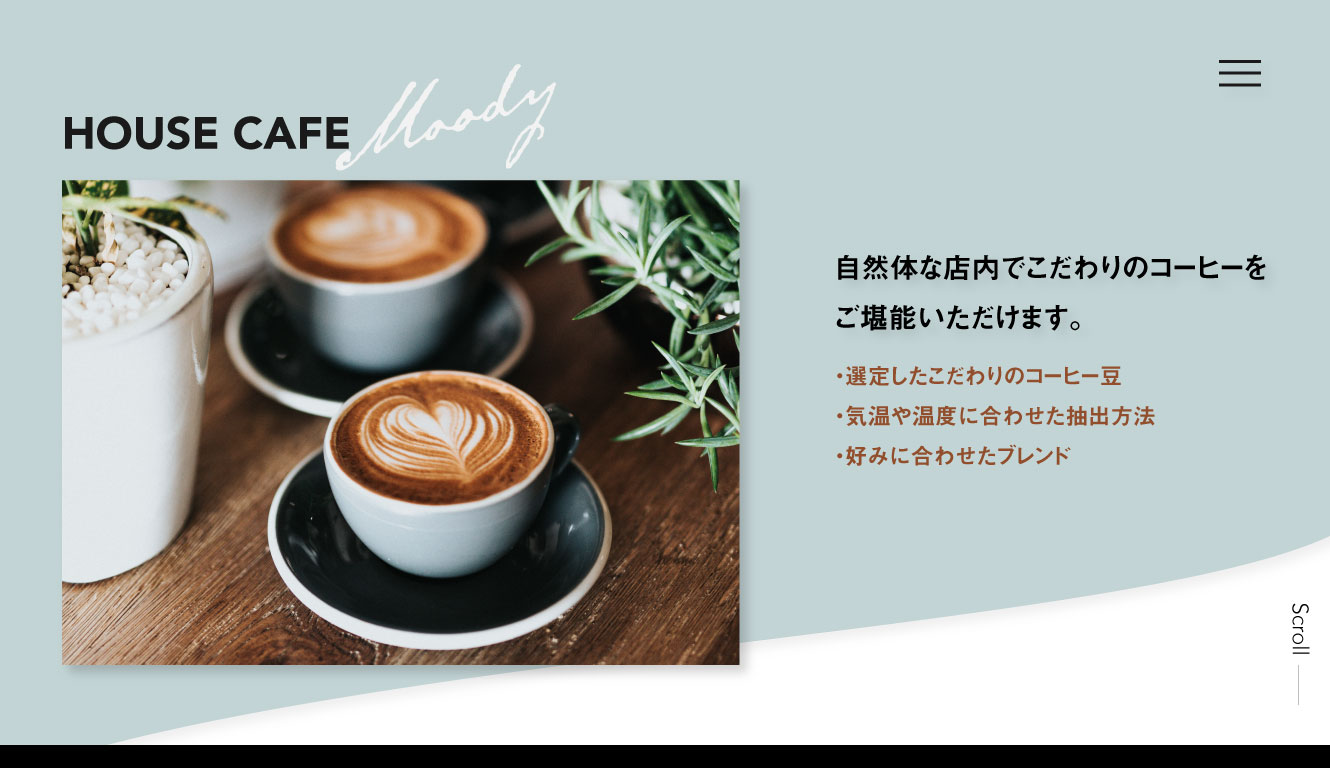 HOUSE CAFE Moody
自然体な店内でこだわりのコーヒーを
ご堪能いただけます。
・選定したこだわりのコーヒー豆
・気温や温度に合わせた抽出方法
・好みに合わせたブレンド
Scroll